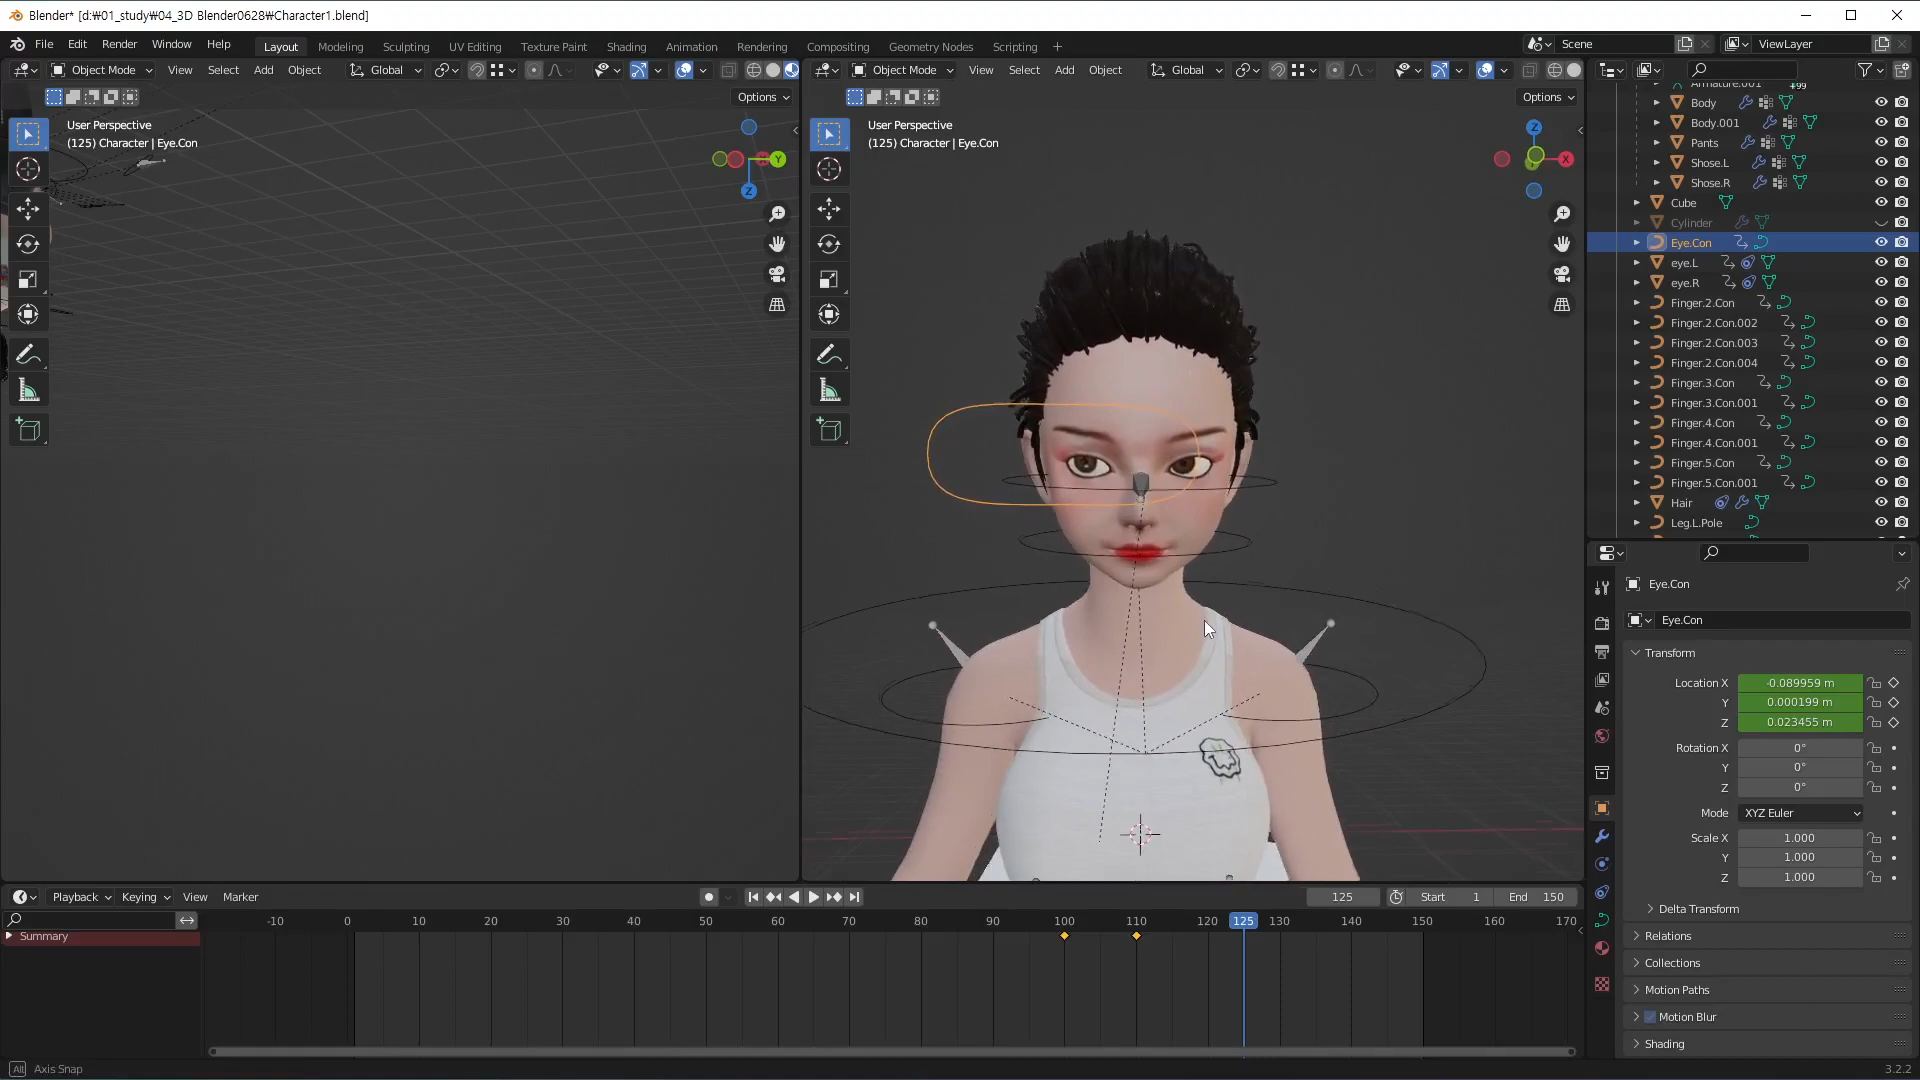 Blender* [d:₩01_study₩04_3D Blender0628₩Character1.blend]
File Edit Render Window Help Layout Modeling Sculpting UV Editing Texture Paint Shading Animation Rendering Compositing Geometry Nodes Scripting Scene ViewLayer
Object Mode View Select Add Object Global
Object Mode View Select Add Object Global
Options
Options
User Perspective
(125) Character | Eye.Con
User Perspective
(125) Character | Eye.Con
Y
Z
Z
X
Armature.001
+99
Body
Body.001
Pants
Shose.L
Shose.R
Cube
Cylinder
Eye.Con
eye.L
eye.R
Finger.2.Con
Finger.2.Con.002
Finger.2.Con.003
Finger.2.Con.004
Finger.3.Con
Finger.3.Con.001
Finger.4.Con
Finger.4.Con.001
Finger.5.Con
Finger.5.Con.001
Hair
Leg.L.Pole
Eye.Con
Eye.Con
Transform
Location X -0.089959 m
Y 0.000199 m
Z 0.023455 m
Rotation X 0°
Y 0°
Z 0°
Mode XYZ Euler
Scale X 1.000
Y 1.000
Z 1.000
Delta Transform
Relations
Collections
Motion Paths
Motion Blur
Shading
Playback Keying View Marker 125 Start 1 End 150
-10 0 10 20 30 40 50 60 70 80 90 100 110 120 125 130 140 150 160 170
Summary
Alt Axis Snap
3.2.2